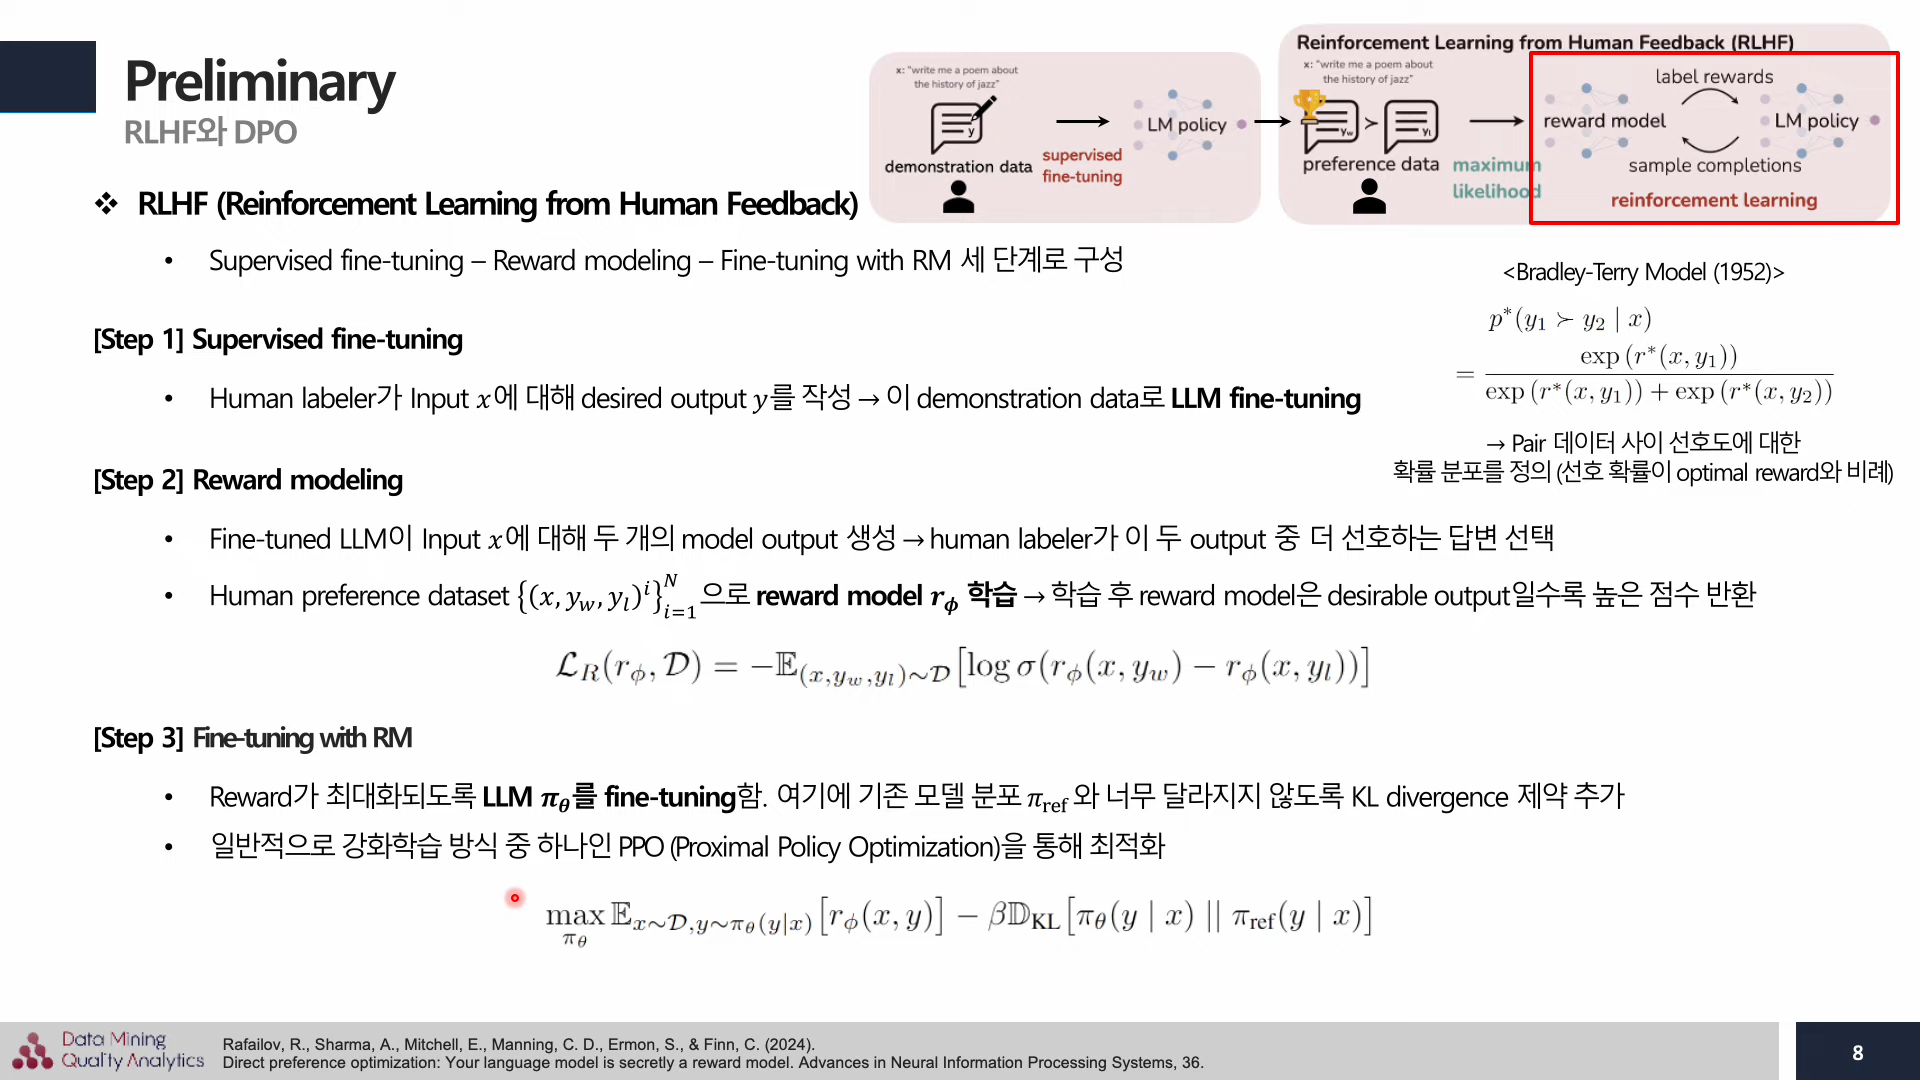 Preliminary
RLHF와 DPO
x: "write me a poem about
the history of jazz"
y
demonstration data
supervised
fine-tuning
LM policy
Reinforcement Learning from Human Feedback (RLHF)
x: "write me a poem about
the history of jazz"
y_w ≻ y_l
preference data
maximum
likelihood
label rewards
reward model
LM policy
sample completions
reinforcement learning
❖ RLHF (Reinforcement Learning from Human Feedback)
• Supervised fine-tuning – Reward modeling – Fine-tuning with RM 세 단계로 구성
<Bradley-Terry Model (1952)>
p*(y₁ ≻ y₂ | x)
= exp (r*(x, y₁)) / exp (r*(x, y₁)) + exp (r*(x, y₂))
→ Pair 데이터 사이 선호도에 대한
확률 분포를 정의 (선호 확률이 optimal reward와 비례)
[Step 1] Supervised fine-tuning
• Human labeler가 Input x에 대해 desired output y를 작성 → 이 demonstration data로 LLM fine-tuning
[Step 2] Reward modeling
• Fine-tuned LLM이 Input x에 대해 두 개의 model output 생성 → human labeler가 이 두 output 중 더 선호하는 답변 선택
• Human preference dataset {(x, y_w, y_l)^i}_{i=1}^N 으로 reward model r_ϕ 학습 → 학습 후 reward model은 desirable output일수록 높은 점수 반환
ℒ_R(r_ϕ, 𝒟) = −𝔼_{(x,y_w,y_l)∼𝒟}[log σ(r_ϕ(x, y_w) − r_ϕ(x, y_l))]
[Step 3] Fine-tuning with RM
• Reward가 최대화되도록 LLM π_θ를 fine-tuning함. 여기에 기존 모델 분포 π_ref 와 너무 달라지지 않도록 KL divergence 제약 추가
• 일반적으로 강화학습 방식 중 하나인 PPO (Proximal Policy Optimization)을 통해 최적화
max_{π_θ} 𝔼_{x∼𝒟,y∼π_θ(y|x)}[r_ϕ(x, y)] − β𝔻_KL[π_θ(y | x) || π_ref(y | x)]
Data Mining
Quality Analytics
Rafailov, R., Sharma, A., Mitchell, E., Manning, C. D., Ermon, S., & Finn, C. (2024).
Direct preference optimization: Your language model is secretly a reward model. Advances in Neural Information Processing Systems, 36.
8